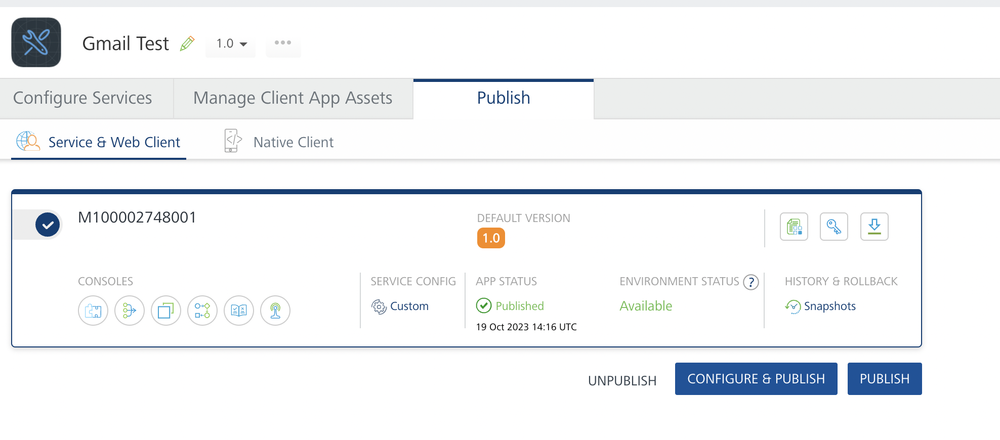 Gmail Test
1.0
Configure Services
Manage Client App Assets
Publish
Service & Web Client
Native Client
M100002748001
DEFAULT VERSION
1.0
CONSOLES
SERVICE CONFIG
Custom
APP STATUS
Published
19 Oct 2023 14:16 UTC
ENVIRONMENT STATUS ?
Available
HISTORY & ROLLBACK
Snapshots
UNPUBLISH
CONFIGURE & PUBLISH
PUBLISH